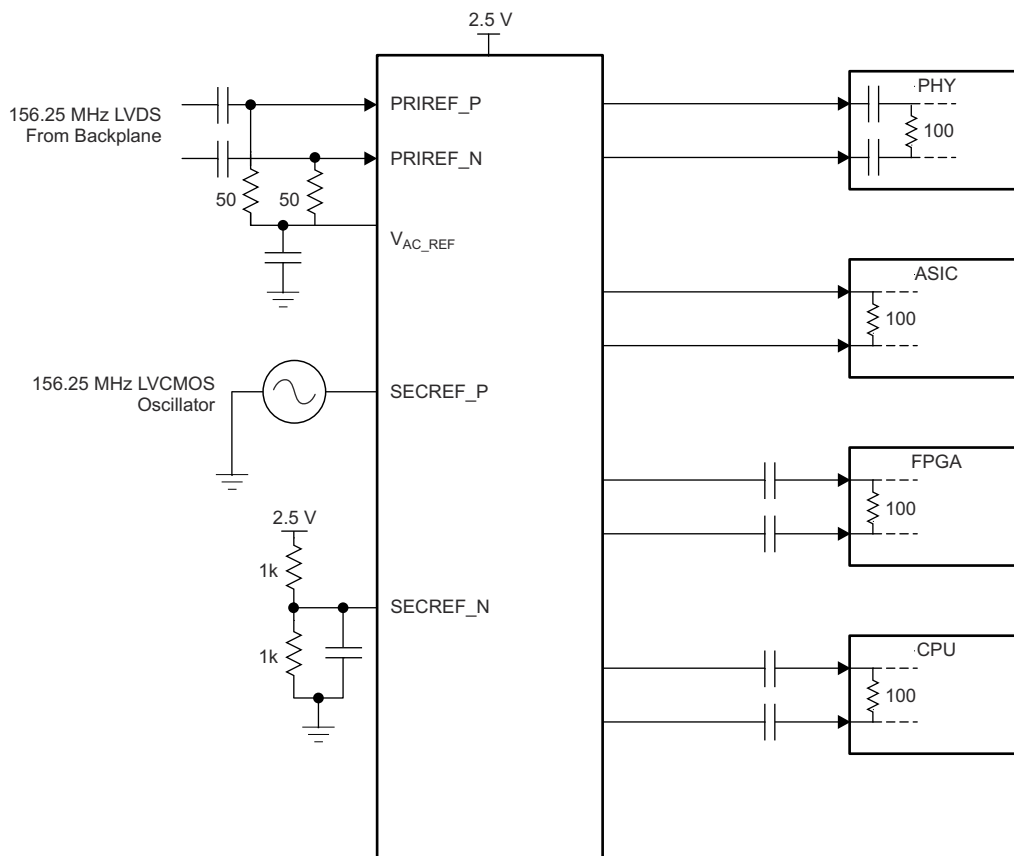 2.5 V
156.25 MHz LVDS
From Backplane
PRIREF_P
PRIREF_N
50
50
VAC_REF
156.25 MHz LVCMOS
Oscillator
SECREF_P
2.5 V
1k
SECREF_N
1k
PHY
100
ASIC
100
FPGA
100
CPU
100